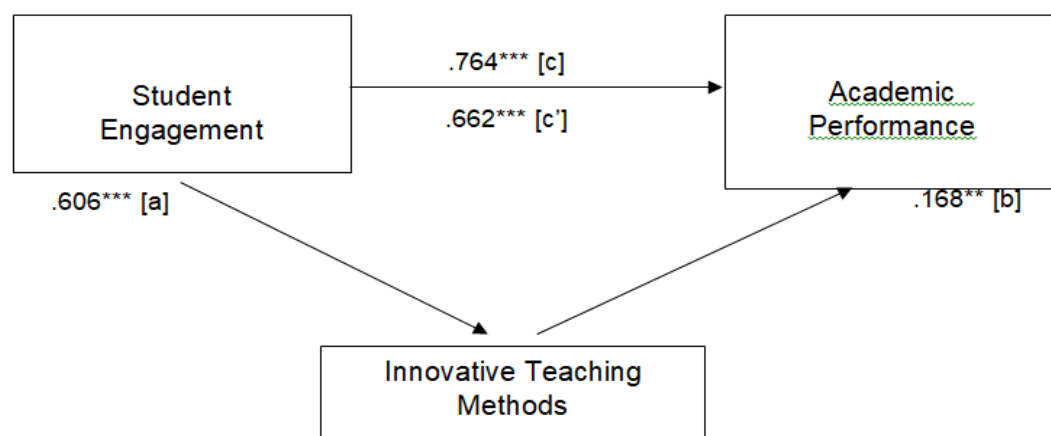 .764*** [c]
Student
Engagement
Academic
Performance
.662*** [c’]
.606*** [a]
.168** [b]
Innovative Teaching
Methods